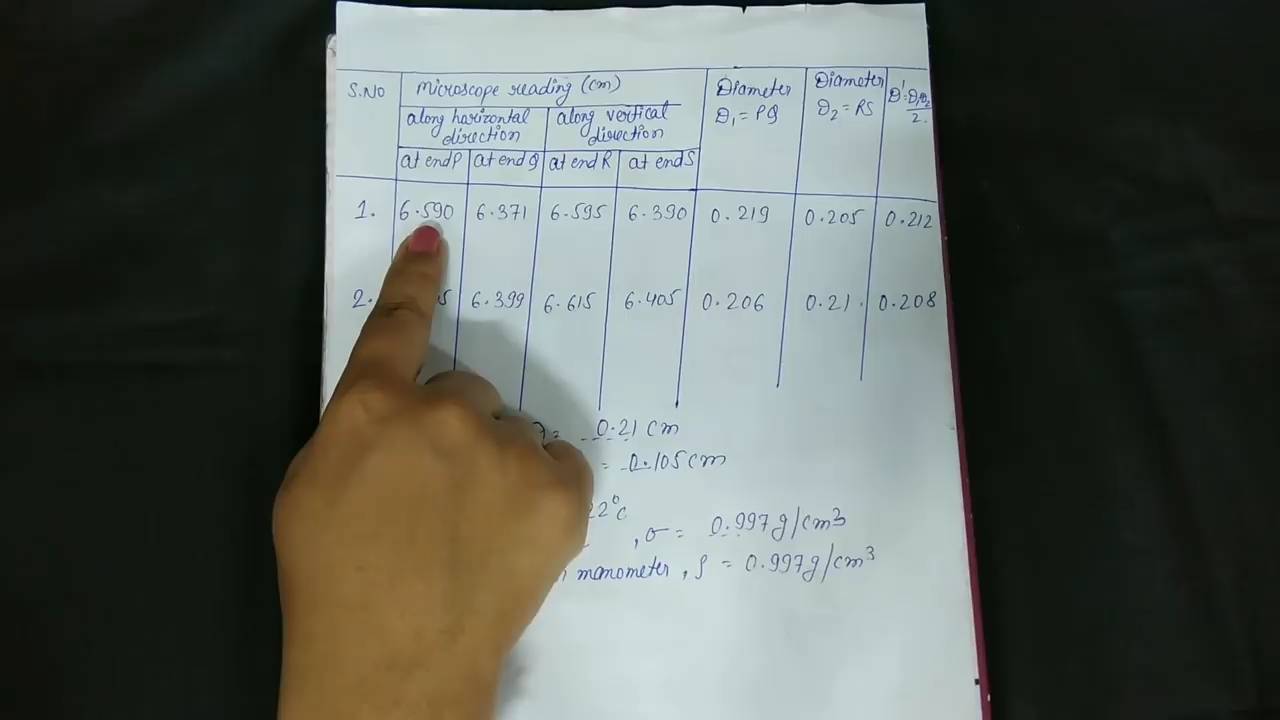 S.NO Microscope reading (cm) Diameter D₁ = PQ Diameter D₂ = RS
along horizontal direction along vertical direction
at end P at end Q at end R at end S
1. 6.590 6.371 6.595 6.390 0.219 0.205 0.212
2. 6.399 6.615 6.405 0.206 0.21 0.208
= 0.21 cm
= 0.105 cm
22°C
, σ = 0.997 g/cm³
manometer, ρ = 0.997 g/cm³